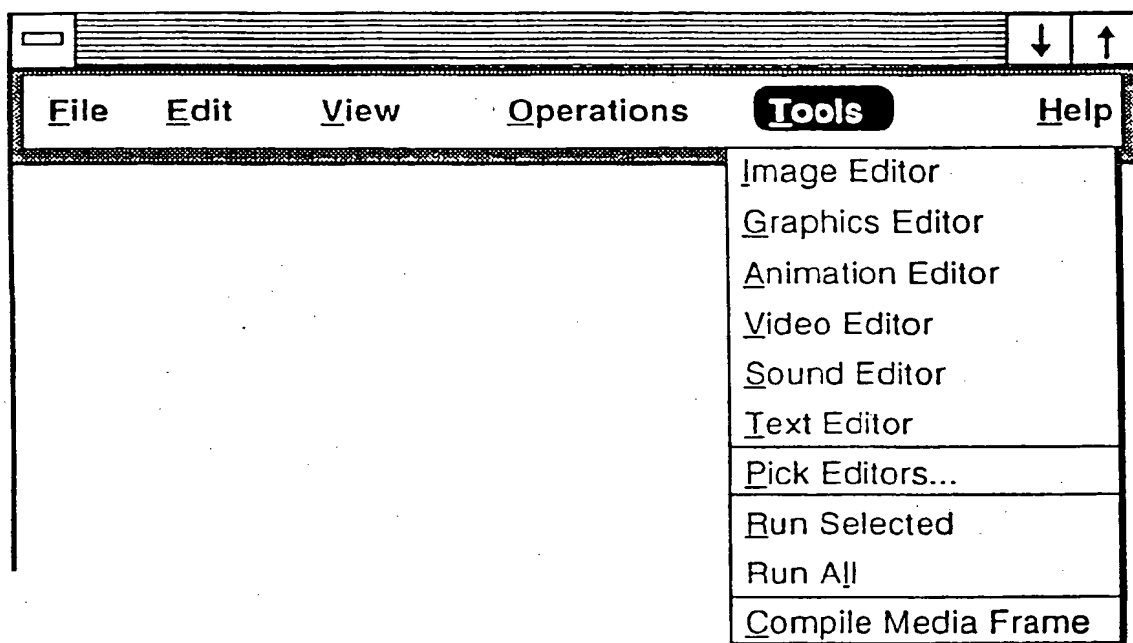 File Edit View Operations Tools Help
Image Editor
Graphics Editor
Animation Editor
Video Editor
Sound Editor
Text Editor
Pick Editors...
Run Selected
Run All
Compile Media Frame